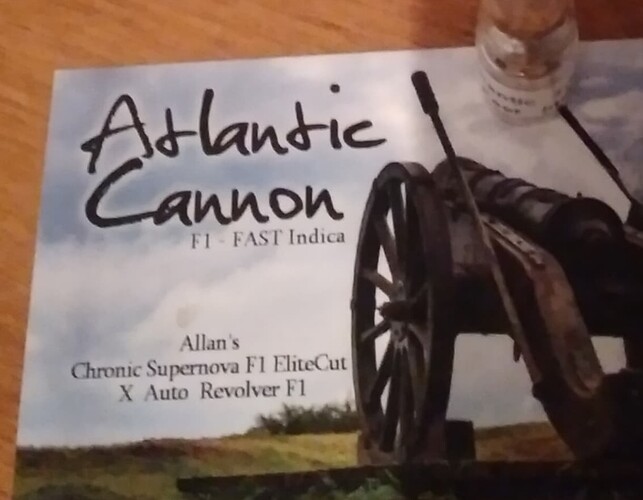 Atlantic
Cannon
F1 - FAST Indica
Allan's
Chronic Supernova F1 EliteCut
X Auto Revolver F1